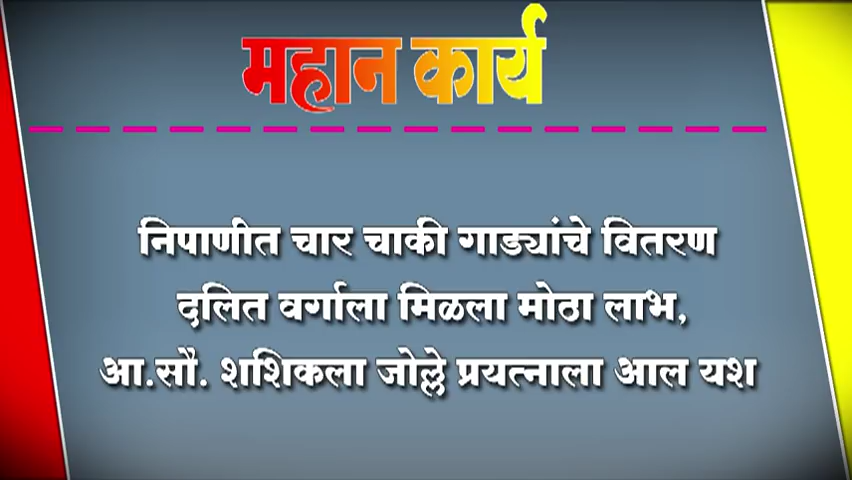 महान कार्य
निपाणीत चार चाकी गाड्यांचे वितरण
दलित वर्गाला मिळला मोठा लाभ,
आ.सौ. शशिकला जोल्ले प्रयत्नाला आल यश